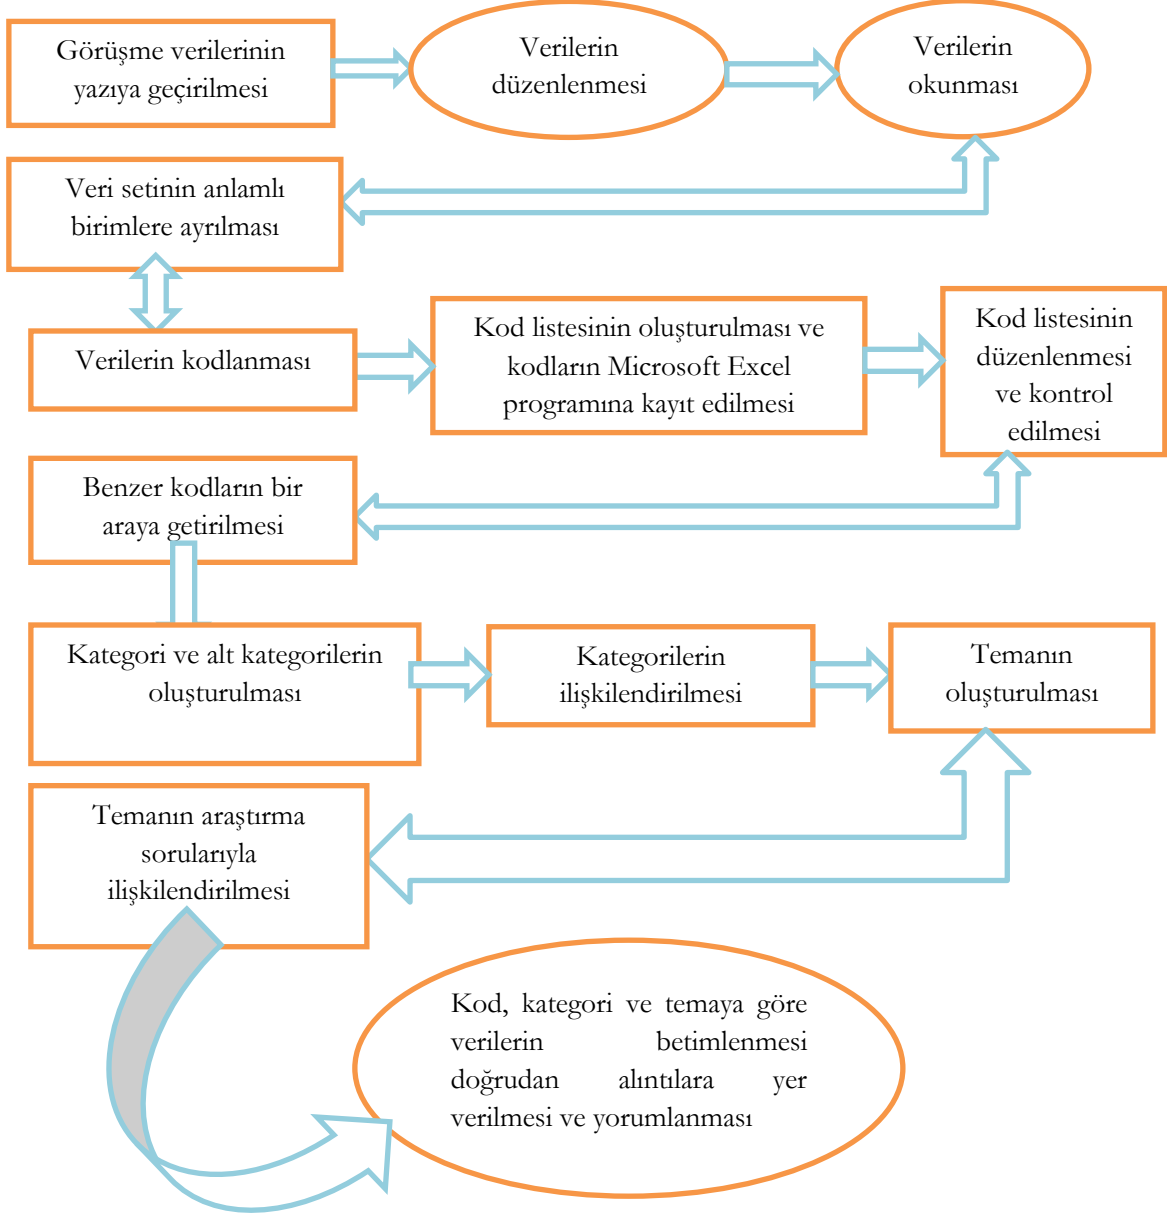 Görüşme verilerinin
yazıya geçirilmesi
Verilerin
düzenlenmesi
Verilerin
okunması
Veri setinin anlamlı
birimlere ayrılması
Verilerin kodlanması
Kod listesinin oluşturulması ve
kodların Microsoft Excel
programına kayıt edilmesi
Kod listesinin
düzenlenmesi
ve kontrol
edilmesi
Benzer kodların bir
araya getirilmesi
Kategori ve alt kategorilerin
oluşturulması
Kategorilerin
ilişkilendirilmesi
Temanın
oluşturulması
Temanın araştırma
sorularıyla
ilişkilendirilmesi
Kod, kategori ve temaya göre
verilerin betimlenmesi
doğrudan alıntılara yer
verilmesi ve yorumlanması